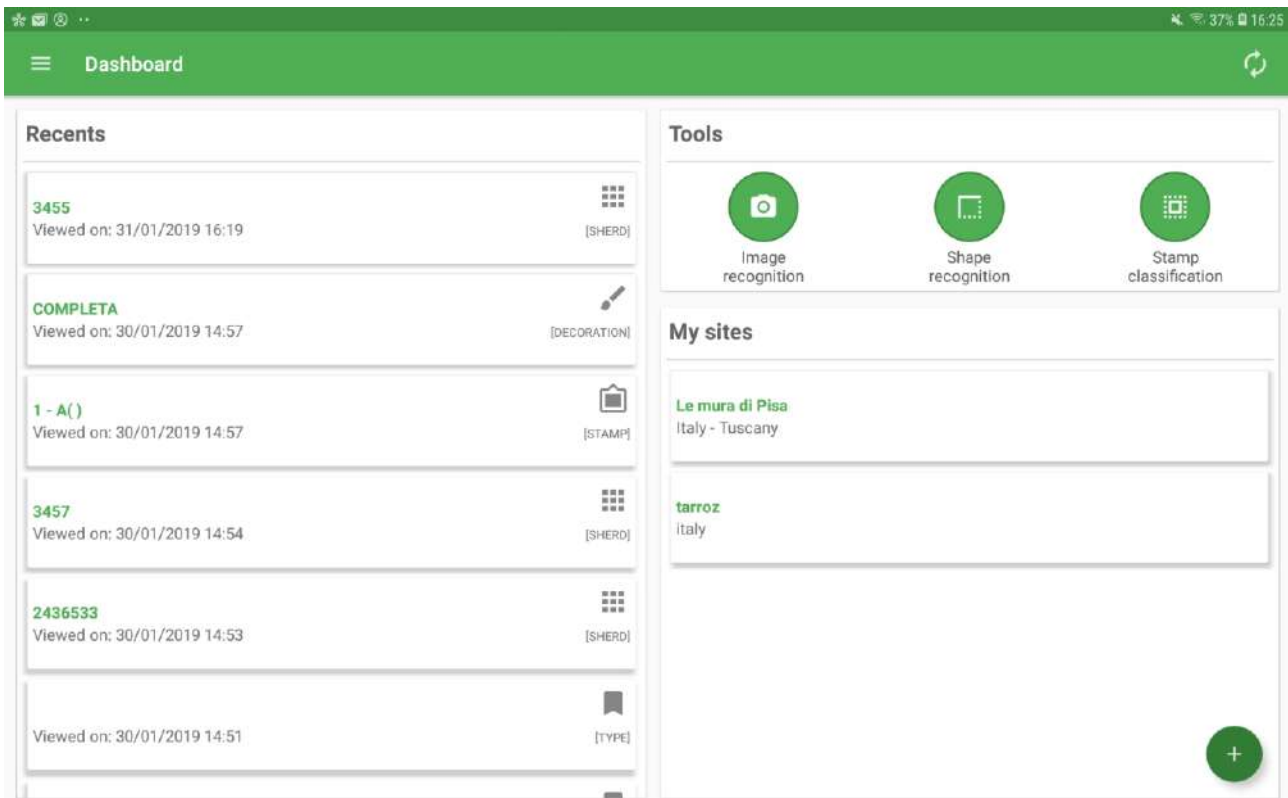 37% 16:25
Dashboard
Recents
3455
Viewed on: 31/01/2019 16:19
[SHERD]
COMPLETA
Viewed on: 30/01/2019 14:57
[DECORATION]
1 - A( )
Viewed on: 30/01/2019 14:57
[STAMP]
3457
Viewed on: 30/01/2019 14:54
[SHERD]
2436533
Viewed on: 30/01/2019 14:53
[SHERD]
Viewed on: 30/01/2019 14:51
[TYPE]
Tools
Image
recognition
Shape
recognition
Stamp
classification
My sites
Le mura di Pisa
Italy - Tuscany
tarroz
italy
+